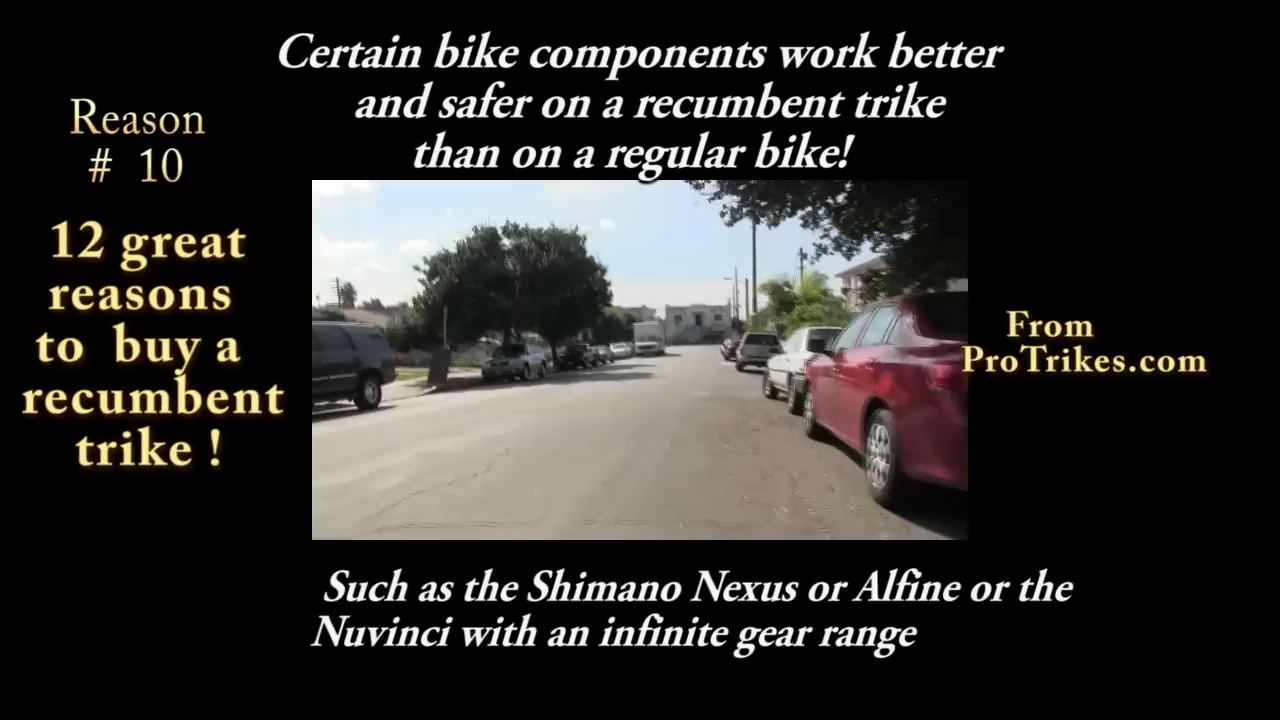 Certain bike components work better
and safer on a recumbent trike
than on a regular bike!
Reason
# 10
12 great
reasons
to buy a
recumbent
trike !
From
ProTrikes.com
Such as the Shimano Nexus or Alfine or the
Nuvinci with an infinite gear range